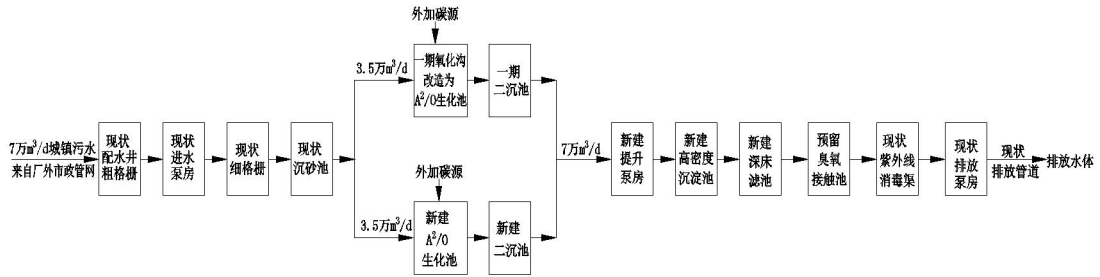 7万m³/d城镇污水
来自厂外市政管网
现状
配水井
粗格栅
现状
进水
泵房
现状
细格栅
现状
沉砂池
3.5万m³/d
外加碳源
一期氧化沟
改造为
A²/O生化池
一期
二沉池
3.5万m³/d
外加碳源
新建
A²/O
生化池
新建
二沉池
7万m³/d
新建
提升
泵房
新建
高密度
沉淀池
新建
深床
滤池
预留
臭氧
接触池
现状
紫外线
消毒渠
现状
排放
泵房
现状
排放管道
排放水体